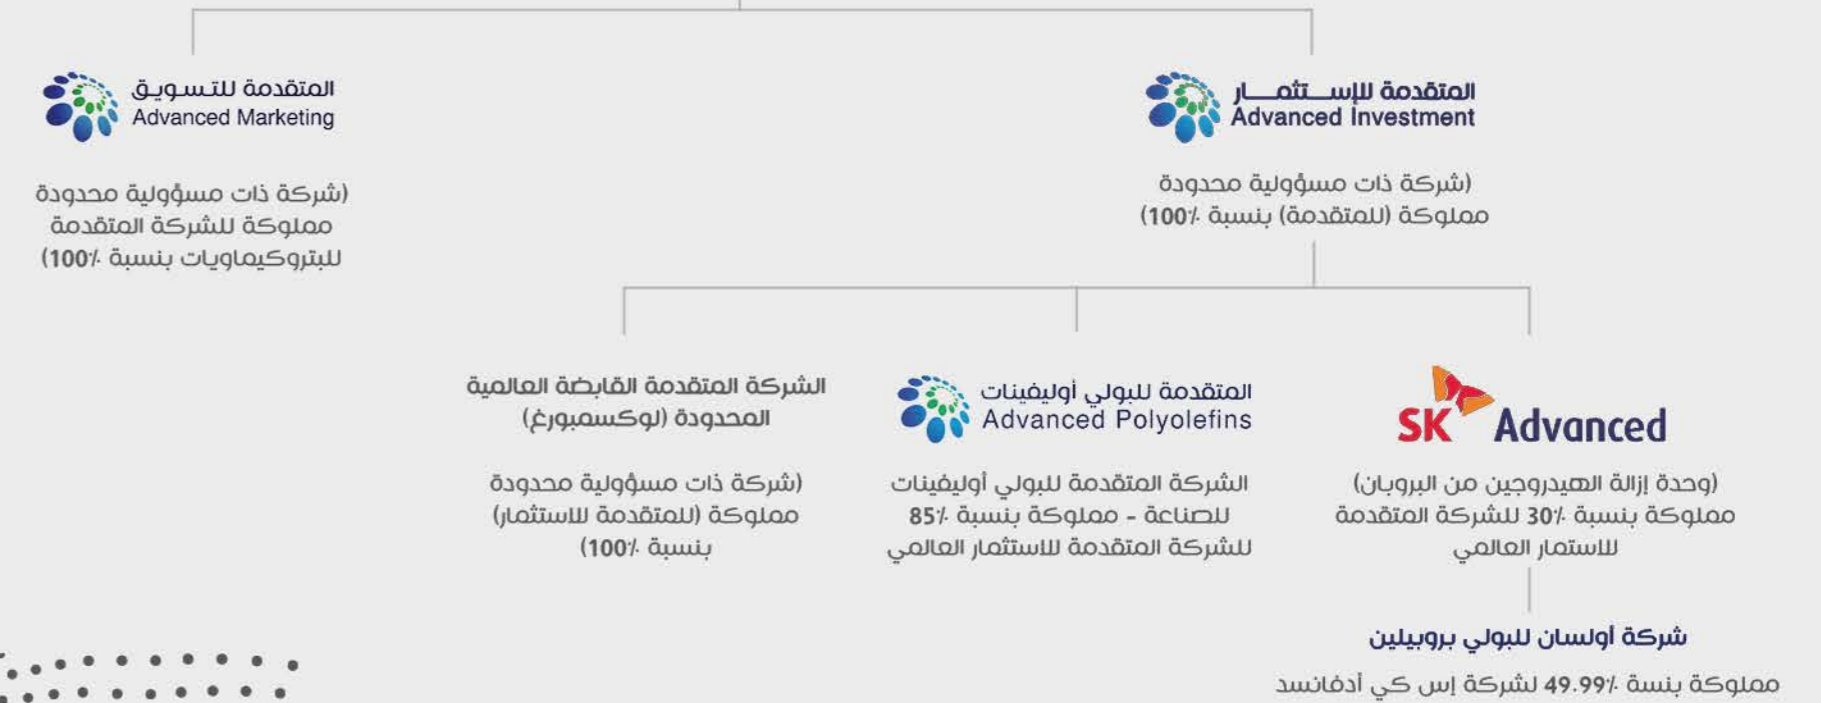 المتقدمة للإستثمار
Advanced Investment
(شركة ذات مسؤولية محدودة
مملوكة (للمتقدمة) بنسبة 100%)
المتقدمة للتسويق
Advanced Marketing
(شركة ذات مسؤولية محدودة
مملوكة للشركة المتقدمة
للبتروكيماويات بنسبة 100%)
SK Advanced
(وحدة إزالة الهيدروجين من البروبان)
مملوكة بنسبة 30% للشركة المتقدمة
للاستمار العالمي
المتقدمة للبولي أوليفينات
Advanced Polyolefins
الشركة المتقدمة للبولي أوليفينات
للصناعة - مملوكة بنسبة 85%
للشركة المتقدمة للاستثمار العالمي
الشركة المتقدمة القابضة العالمية
المحدودة (لوكسمبورغ)
(شركة ذات مسؤولية محدودة
مملوكة (للمتقدمة للاستثمار)
بنسبة 100%)
شركة أولسان للبولي بروبيلين
مملوكة بنسة 49.99% لشركة إس كي أدفانسد